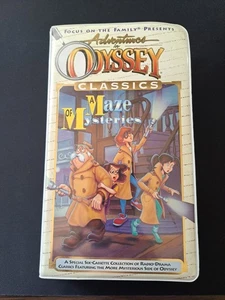 FOCUS ON THE FAMILY® PRESENTS
Adventures
in
ODYSSEY
CLASSICS
A Maze
OF Mysteries
A SPECIAL SIX-CASSETTE COLLECTION OF RADIO DRAMA
CLASSICS FEATURING THE MORE MYSTERIOUS SIDE OF ODYSSEY